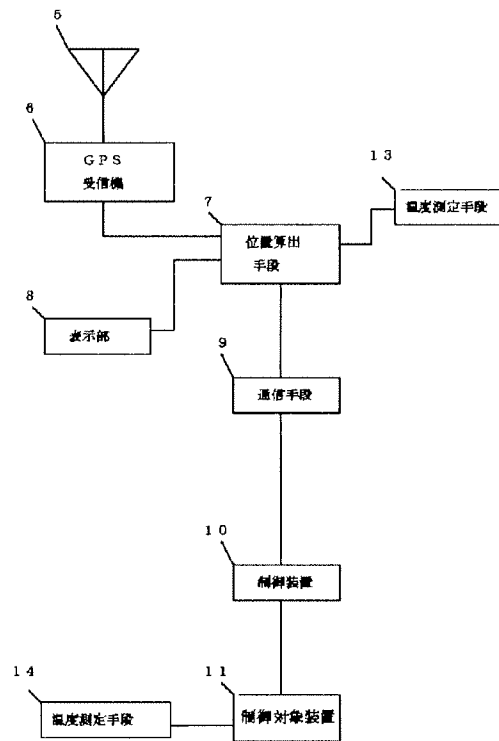 5
6
GPS
受信機
13
温度測定手段
7
位置算出
手段
8
表示部
9
通信手段
10
制御装置
14
温度測定手段
11
制御対象装置